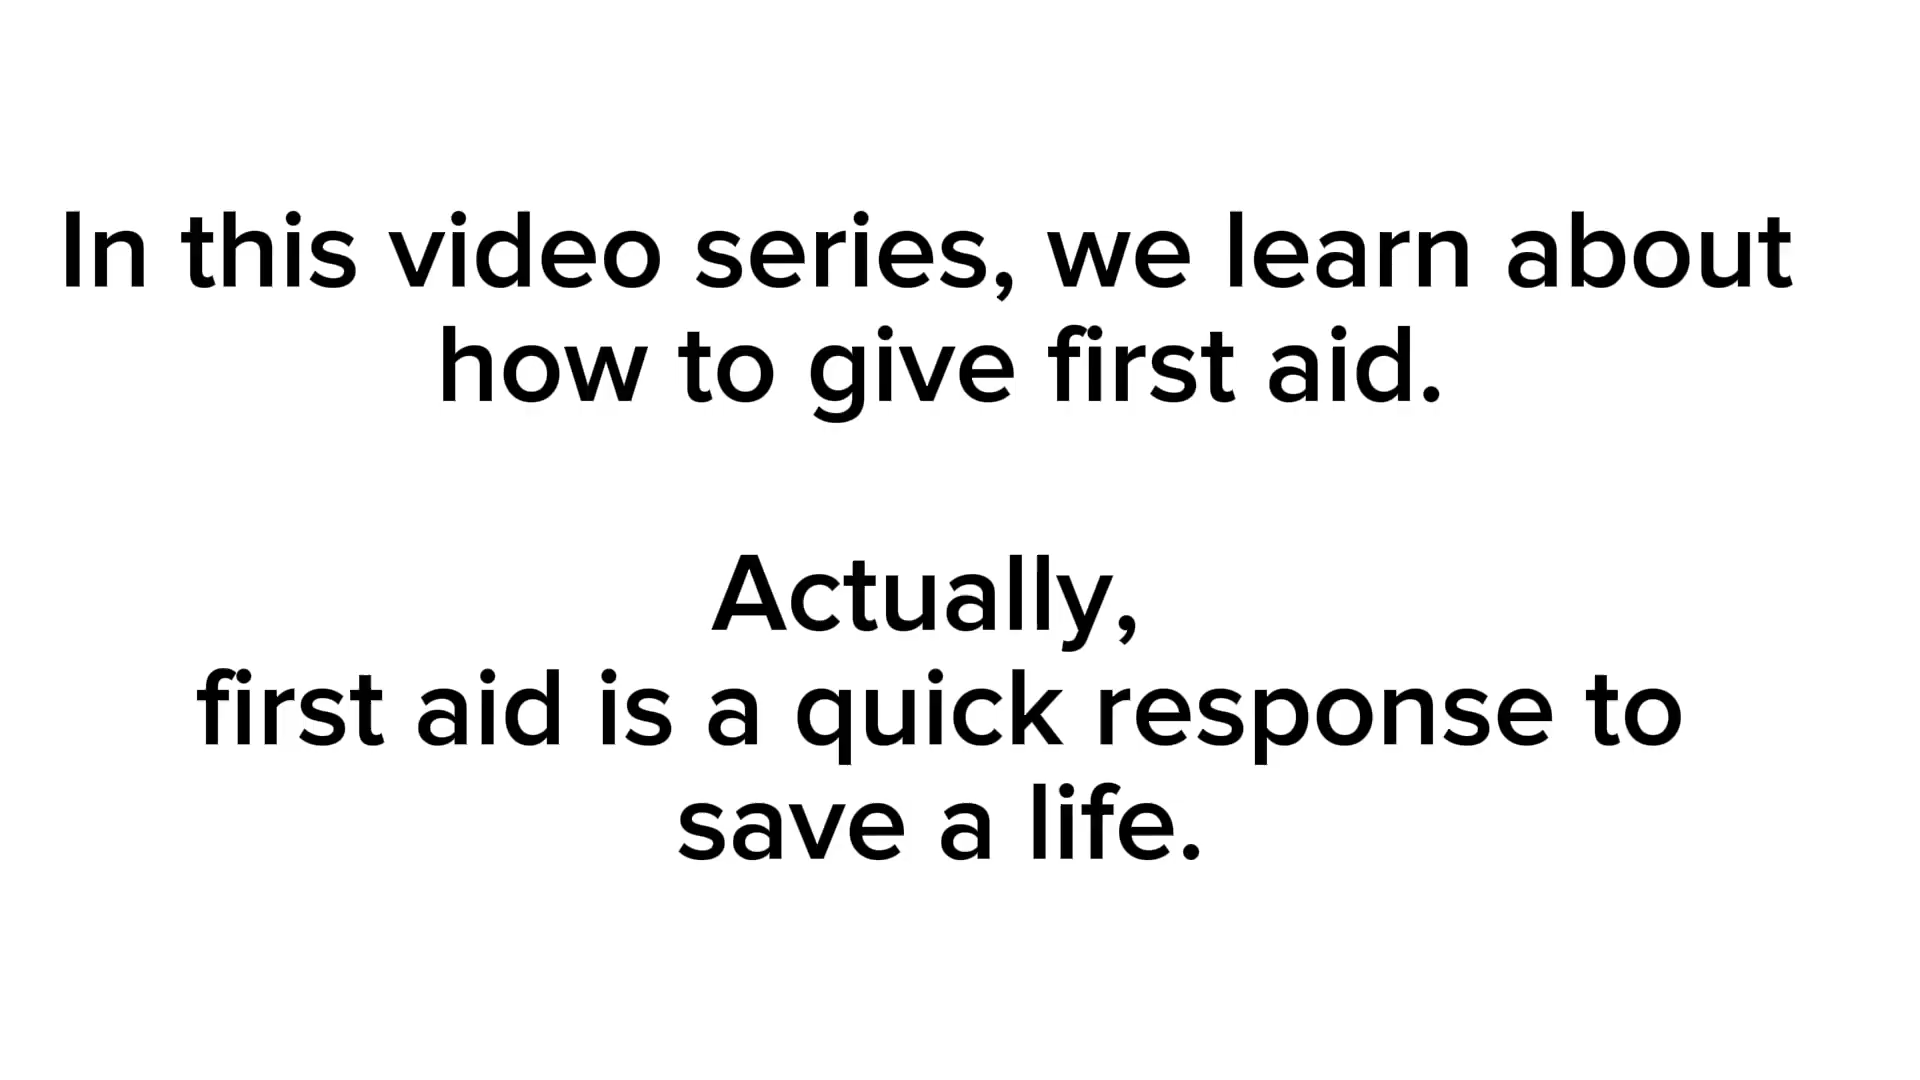 In this video series, we learn about
how to give first aid.
Actually,
first aid is a quick response to
save a life.